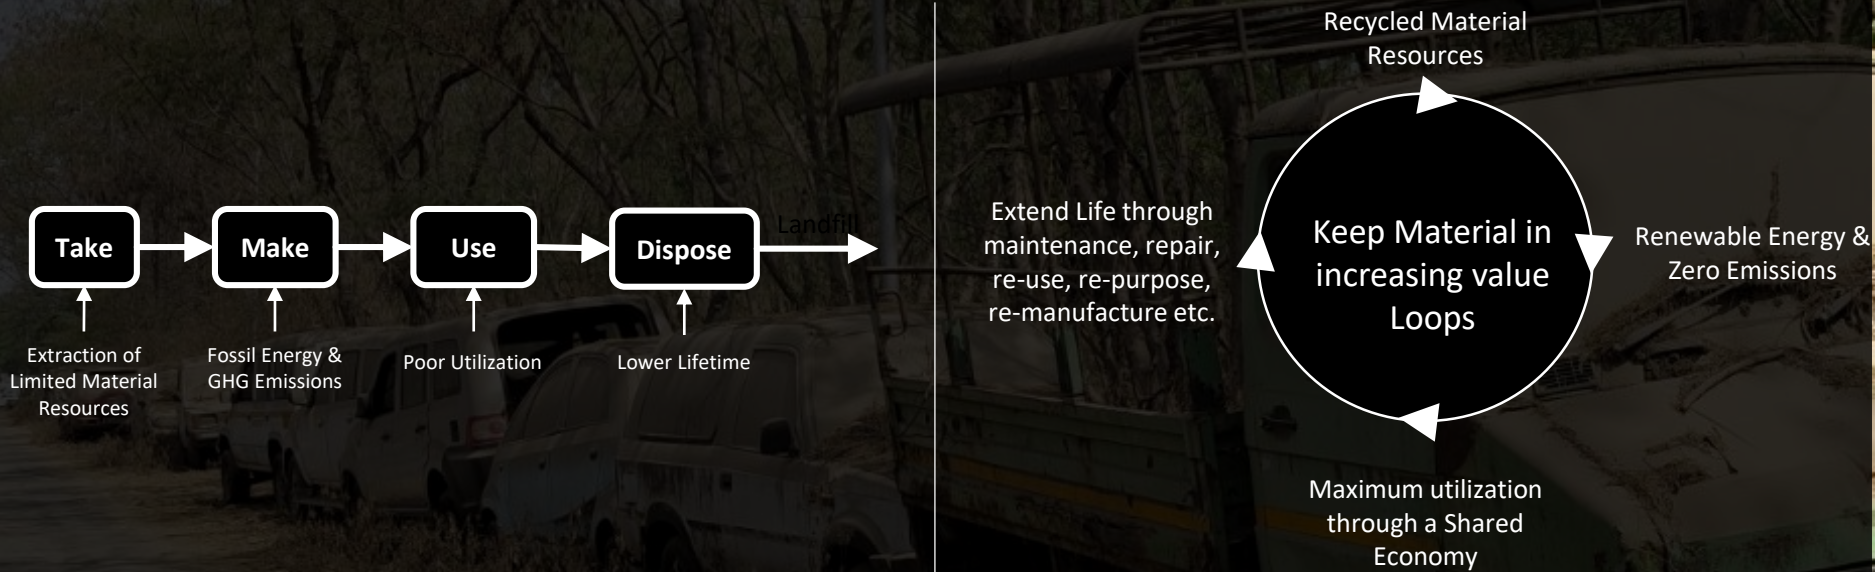 Take
Make
Use
Dispose
Landfill
Extraction of
Limited Material
Resources
Fossil Energy &
GHG Emissions
Poor Utilization
Lower Lifetime
Recycled Material
Resources
Extend Life through
maintenance, repair,
re-use, re-purpose,
re-manufacture etc.
Keep Material in
increasing value
Loops
Renewable Energy &
Zero Emissions
Maximum utilization
through a Shared
Economy